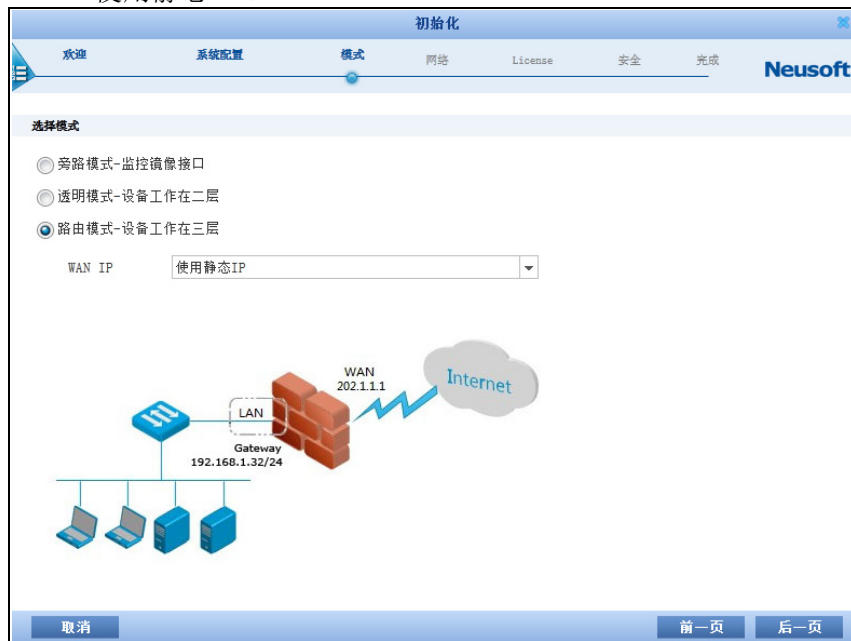 初始化
欢迎
系统配置
模式
网络
License
安全
完成
Neusoft
选择模式
旁路模式-监控镜像接口
透明模式-设备工作在二层
路由模式-设备工作在三层
WAN IP
使用静态IP
WAN
202.1.1.1
Internet
LAN
Gateway
192.168.1.32/24
取消
前一页
后一页